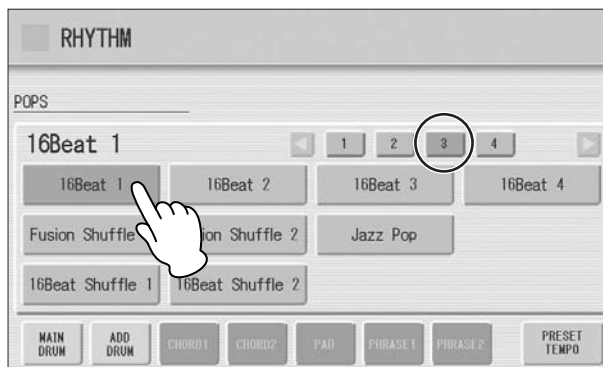 RHYTHM
POPS
16Beat 1 1 2 3 4
16Beat 1 16Beat 2 16Beat 3 16Beat 4
Fusion Shuffle Shuffle 2 Jazz Pop
16Beat Shuffle 1 16Beat Shuffle 2
MAIN DRUM ADD DRUM CHORD1 CHORD2 PAD PHRASE1 PHRASE2 PRESET TEMPO